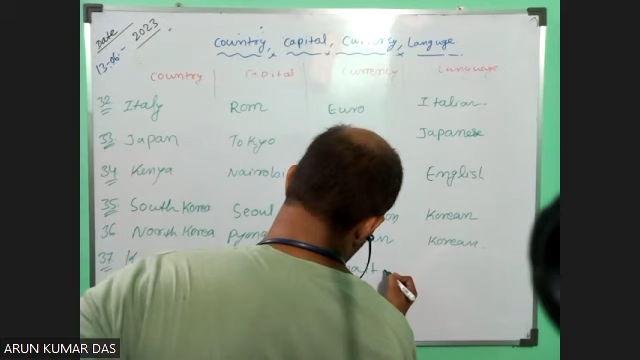 Date
13-06-2023.
Country, Capital, Currency, Languge
Country Capital Currency Language
32 Italy Rom Euro Italian.
33 Japan Tokyo Japanese
34 Kenya Nairobi English
35 South Korea Seoul Korean
36 North Korea Korean
37
ARUN KUMAR DAS